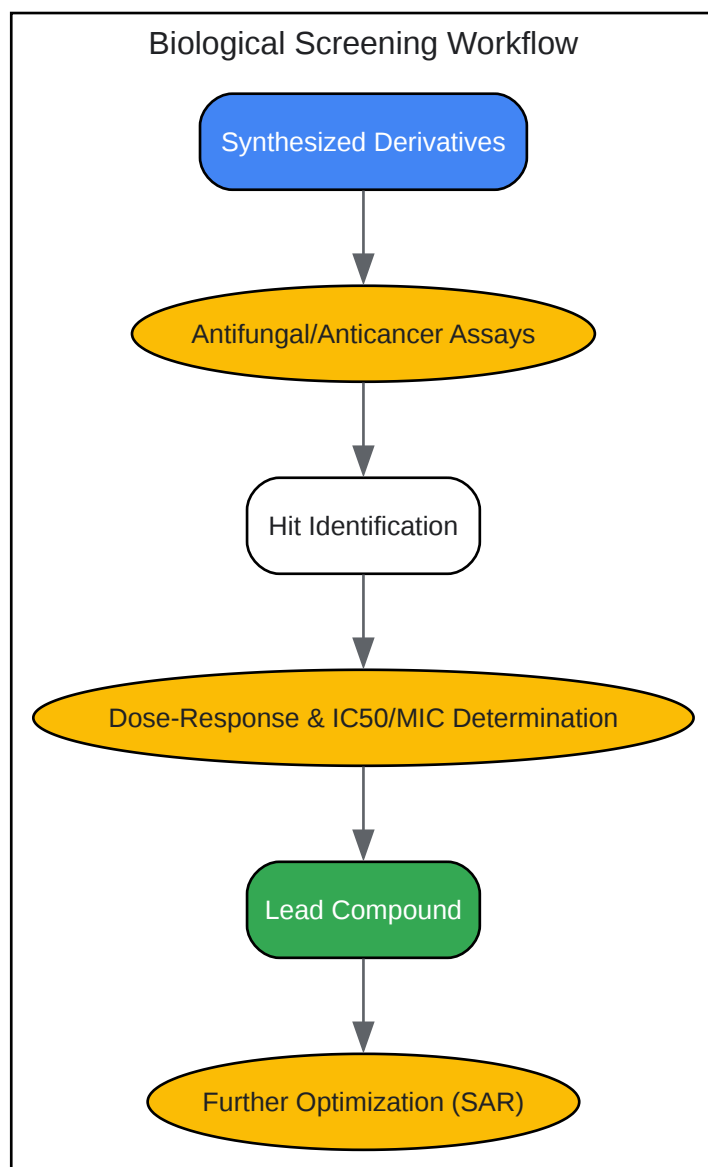 Biological Screening Workflow
Synthesized Derivatives
Antifungal/Anticancer Assays
Hit Identification
Dose-Response & IC50/MIC Determination
Lead Compound
Further Optimization (SAR)